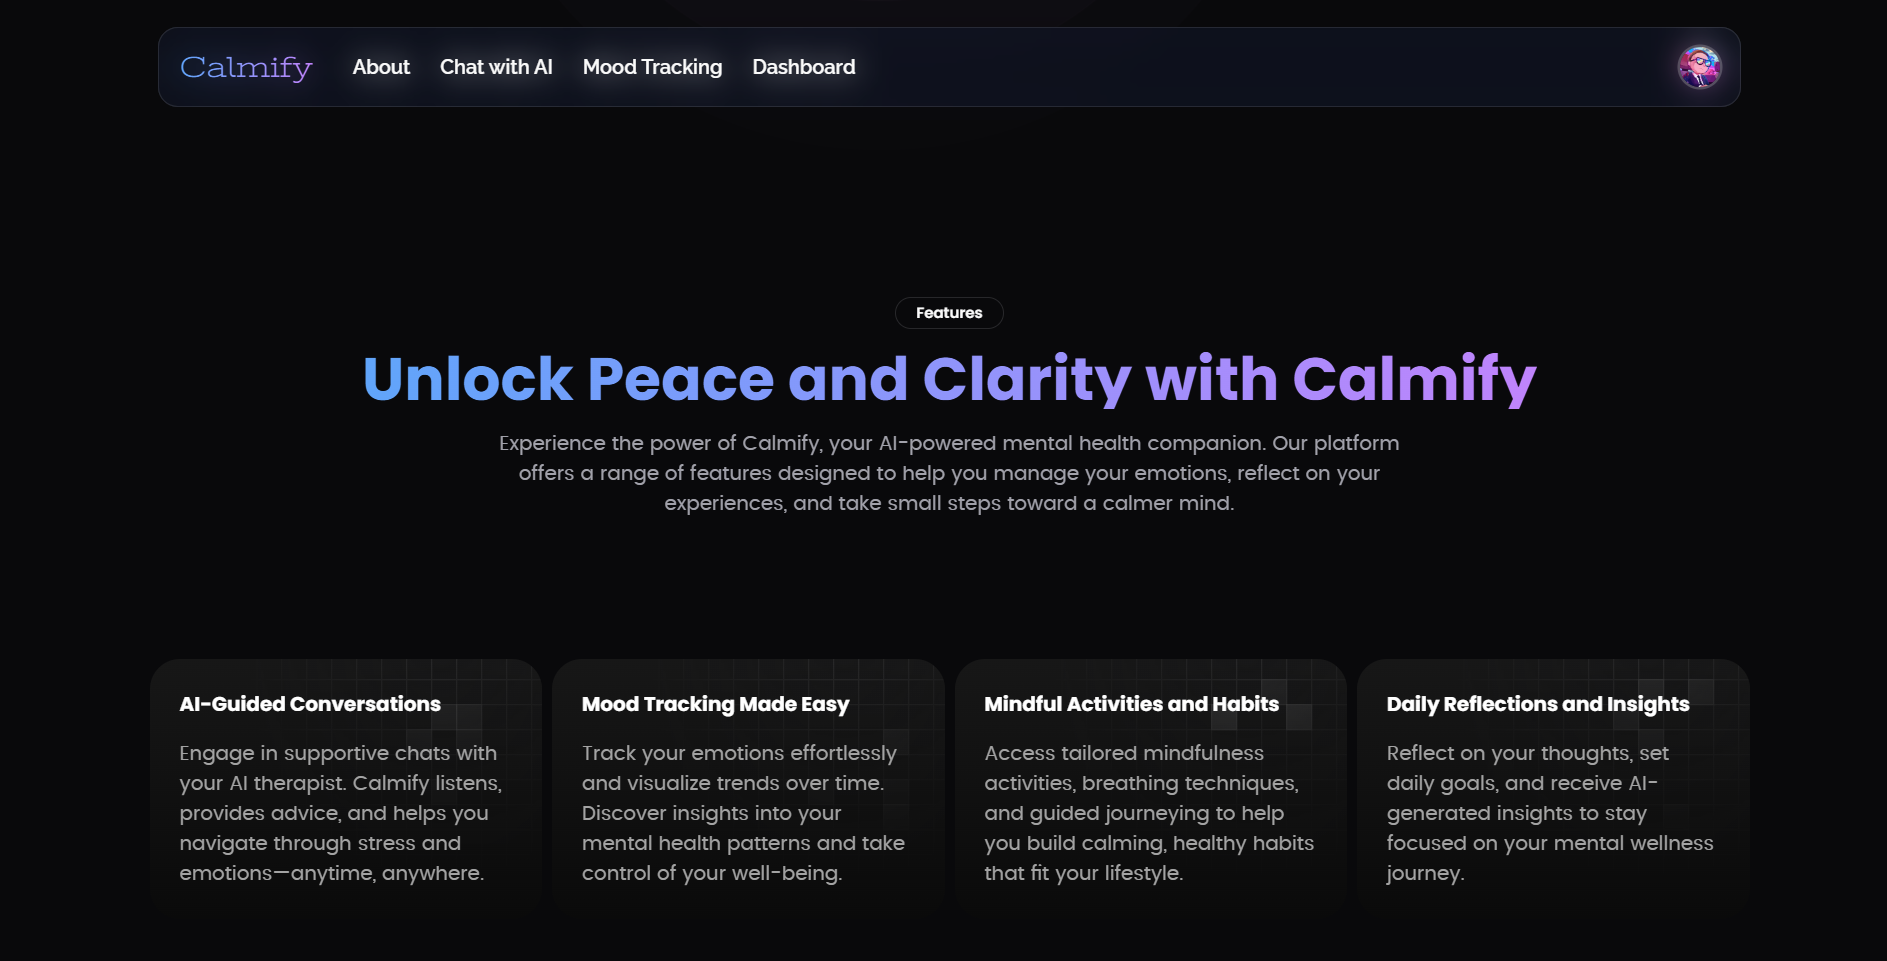 Calmify
About
Chat with AI
Mood Tracking
Dashboard
Features
Unlock Peace and Clarity with Calmify
Experience the power of Calmify, your AI-powered mental health companion. Our platform
offers a range of features designed to help you manage your emotions, reflect on your
experiences, and take small steps toward a calmer mind.
AI-Guided Conversations
Engage in supportive chats with
your AI therapist. Calmify listens,
provides advice, and helps you
navigate through stress and
emotions—anytime, anywhere.
Mood Tracking Made Easy
Track your emotions effortlessly
and visualize trends over time.
Discover insights into your
mental health patterns and take
control of your well-being.
Mindful Activities and Habits
Access tailored mindfulness
activities, breathing techniques,
and guided journeying to help
you build calming, healthy habits
that fit your lifestyle.
Daily Reflections and Insights
Reflect on your thoughts, set
daily goals, and receive AI-
generated insights to stay
focused on your mental wellness
journey.